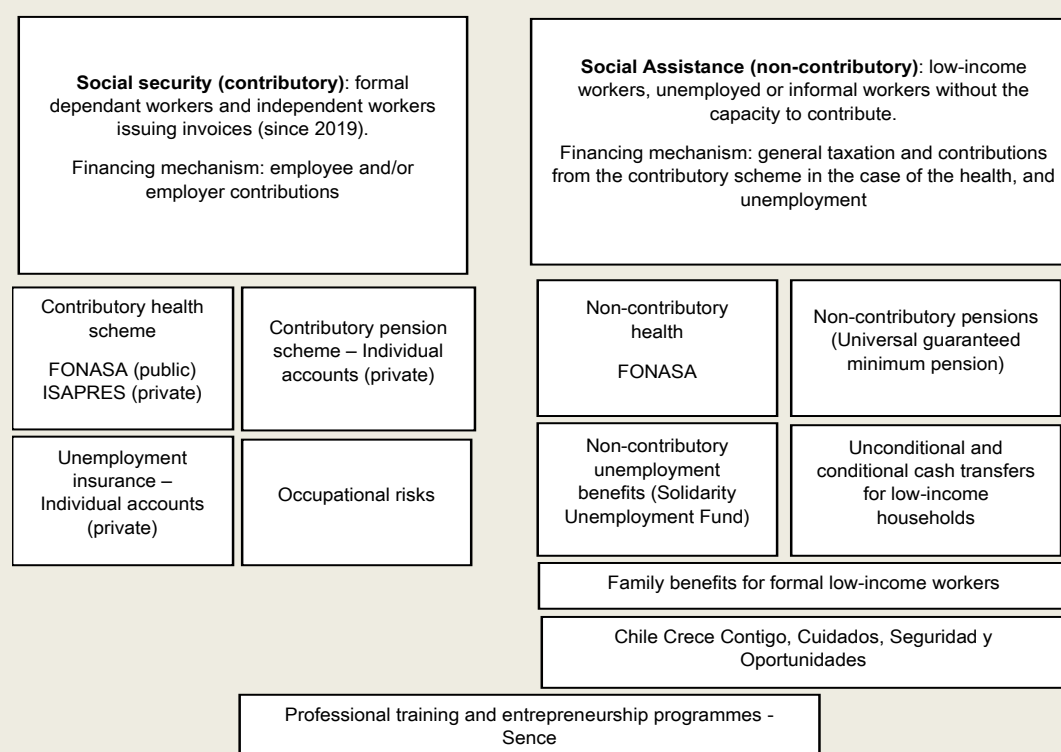 Social security (contributory): formal
dependant workers and independent workers
issuing invoices (since 2019).
Financing mechanism: employee and/or
employer contributions
Social Assistance (non-contributory): low-income
workers, unemployed or informal workers without the
capacity to contribute.
Financing mechanism: general taxation and contributions
from the contributory scheme in the case of the health, and
unemployment
Contributory health
scheme
FONASA (public)
ISAPRES (private)
Contributory pension
scheme – Individual
accounts (private)
Non-contributory
health
FONASA
Non-contributory pensions
(Universal guaranteed
minimum pension)
Unemployment
insurance –
Individual accounts
(private)
Occupational risks
Non-contributory
unemployment
benefits (Solidarity
Unemployment Fund)
Unconditional and
conditional cash transfers
for low-income
households
Family benefits for formal low-income workers
Chile Crece Contigo, Cuidados, Seguridad y
Oportunidades
Professional training and entrepreneurship programmes -
Sence